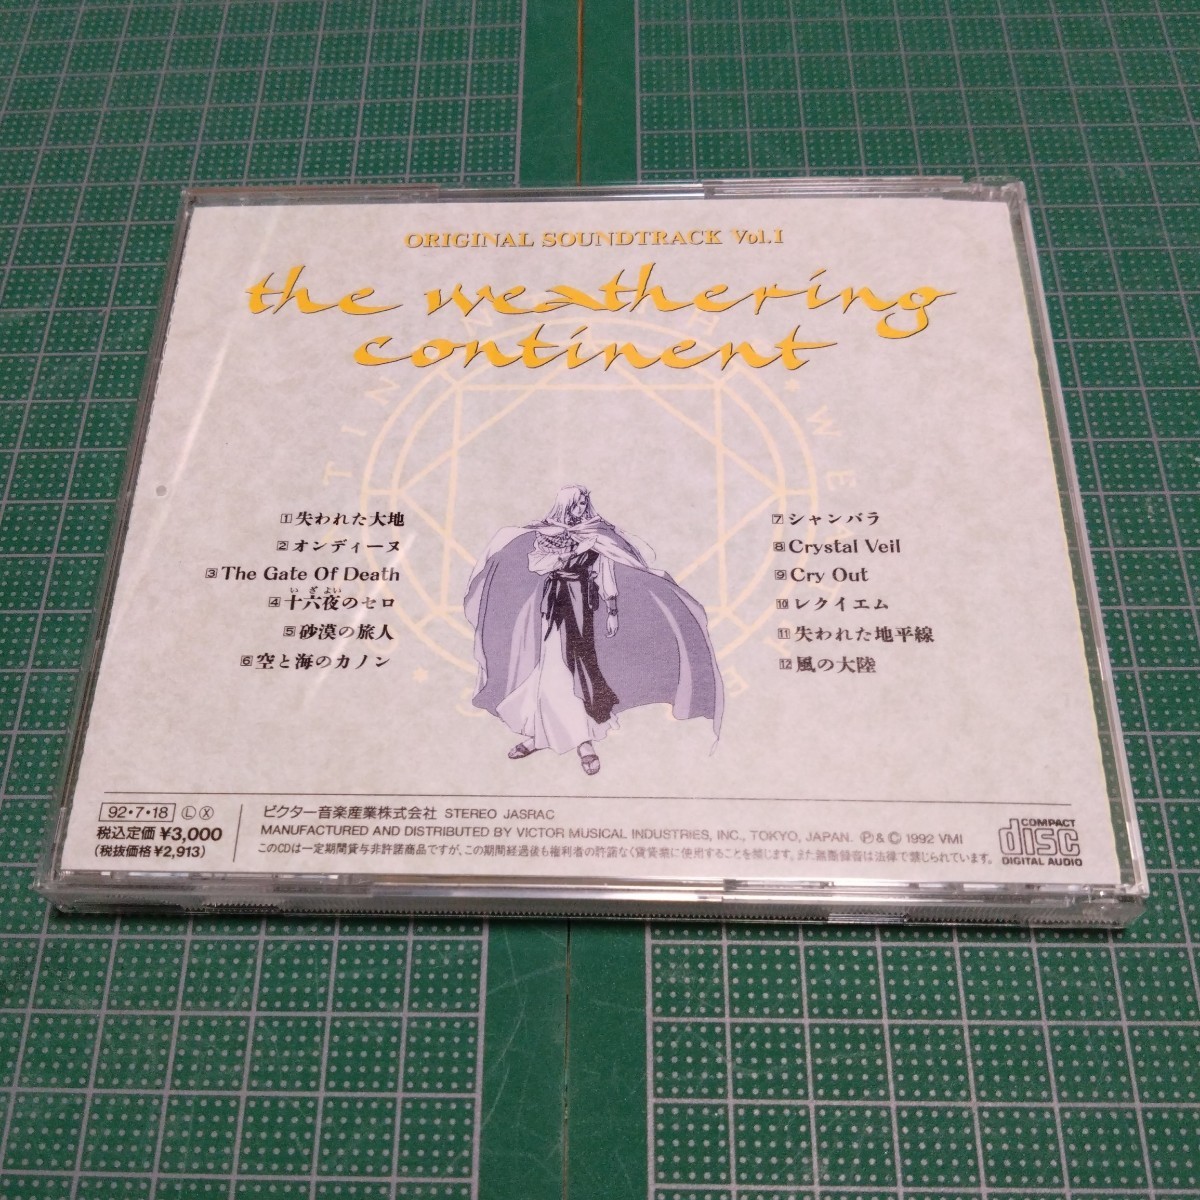 ORIGINAL SOUNDTRACK Vol.1
the weathering
continent
1 失われた大地
2 オンディーヌ
3 The Gate Of Death
いざよい
4 十六夜のセロ
5 砂漠の旅人
6 空と海のカノン
7 シャンバラ
8 Crystal Veil
9 Cry Out
10 レクイエム
11 失われた地平線
12 風の大陸
92・7・18 Ⓛ Ⓧ
税込定価 ¥3,000
(税抜価格 ¥2,913)
ビクター音楽産業株式会社 STEREO JASRAC
MANUFACTURED AND DISTRIBUTED BY VICTOR MUSICAL INDUSTRIES, INC., TOKYO, JAPAN. Ⓟ & © 1992 VMI
このCDは一定期間貸与非許諾商品ですが、この期間経過後も権利者の許諾なく賃貸業に使用することを禁じます。また無断録音は法律で禁じられています。
COMPACT
disc
DIGITAL AUDIO